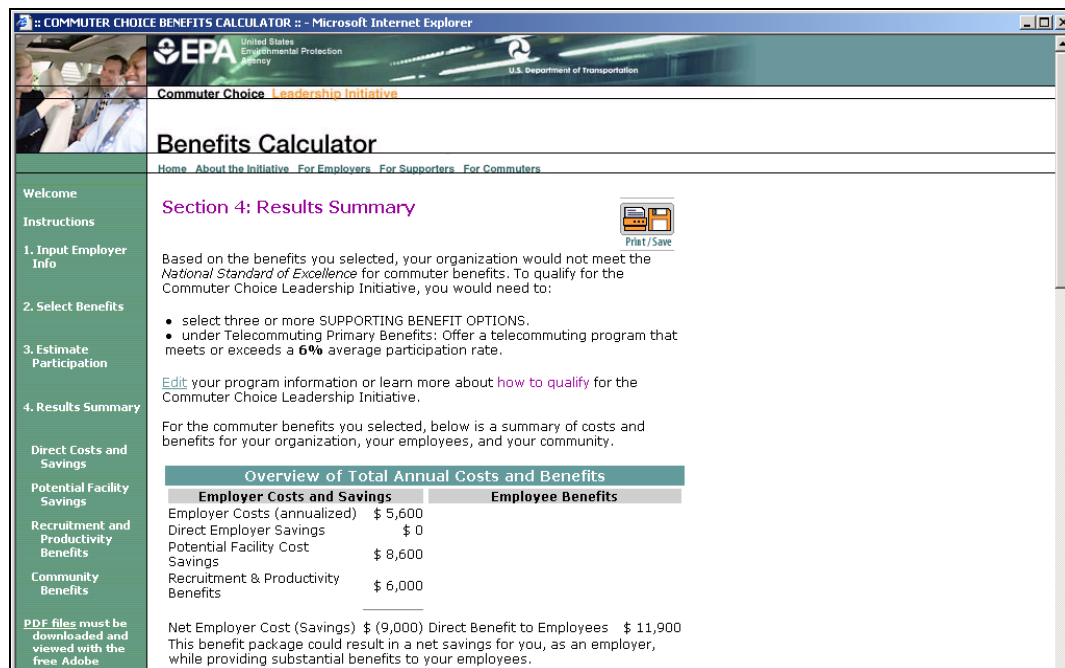 :: COMMUTER CHOICE BENEFITS CALCULATOR :: - Microsoft Internet Explorer
EPA
United States
Environmental Protection
Agency
U.S. Department of Transportation
Commuter Choice Leadership Initiative
Benefits Calculator
Home About the Initiative For Employers For Supporters For Commuters
Welcome
Instructions
1. Input Employer
Info
2. Select Benefits
3. Estimate
Participation
4. Results Summary
Direct Costs and
Savings
Potential Facility
Savings
Recruitment and
Productivity
Benefits
Community
Benefits
PDF files must be
downloaded and
viewed with the
free Adobe
Section 4: Results Summary
Print / Save
Based on the benefits you selected, your organization would not meet the
National Standard of Excellence for commuter benefits. To qualify for the
Commuter Choice Leadership Initiative, you would need to:
• select three or more SUPPORTING BENEFIT OPTIONS.
• under Telecommuting Primary Benefits: Offer a telecommuting program that
meets or exceeds a 6% average participation rate.
Edit your program information or learn more about how to qualify for the
Commuter Choice Leadership Initiative.
For the commuter benefits you selected, below is a summary of costs and
benefits for your organization, your employees, and your community.
Overview of Total Annual Costs and Benefits
Employer Costs and Savings Employee Benefits
Employer Costs (annualized) $ 5,600
Direct Employer Savings $ 0
Potential Facility Cost
Savings $ 8,600
Recruitment & Productivity
Benefits $ 6,000
Net Employer Cost (Savings) $ (9,000) Direct Benefit to Employees $ 11,900
This benefit package could result in a net savings for you, as an employer,
while providing substantial benefits to your employees.